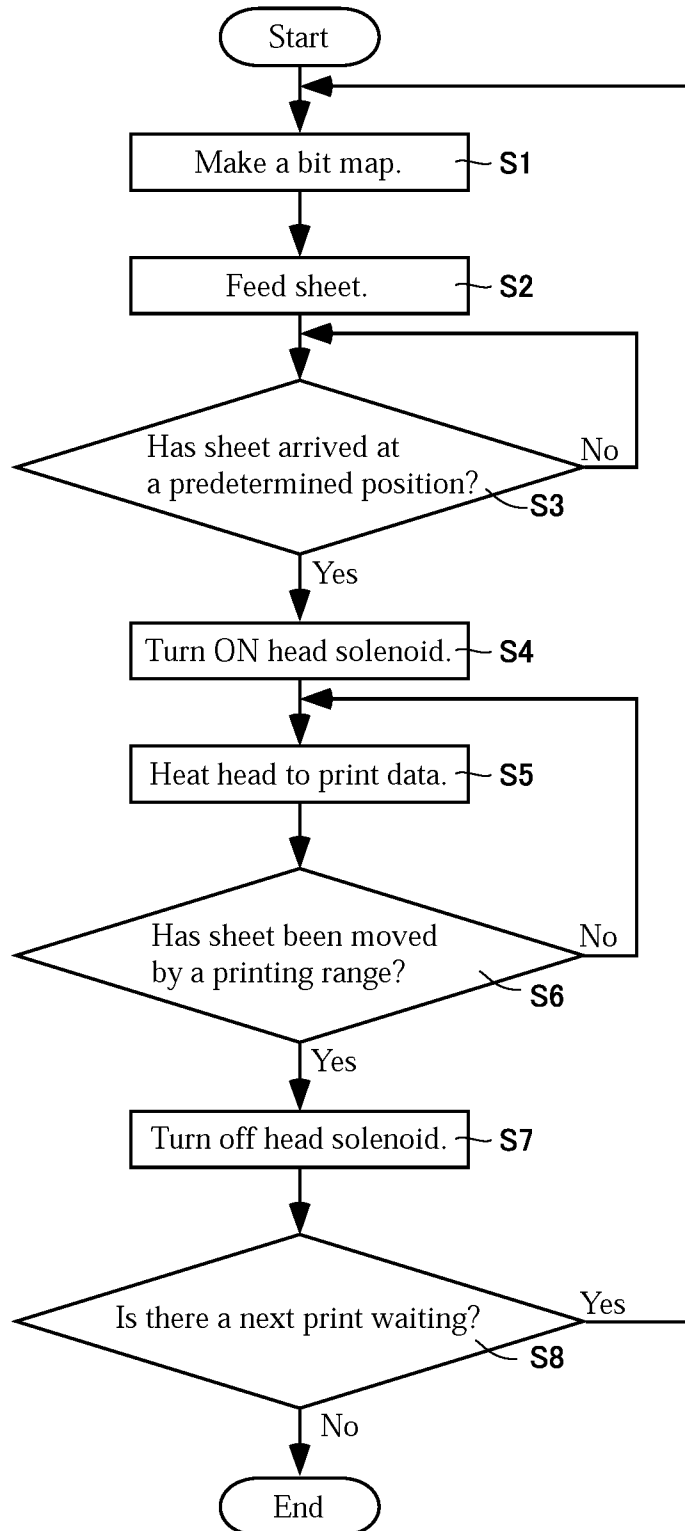 Start
Make a bit map.
S1
Feed sheet.
S2
Has sheet arrived at
a predetermined position?
No
S3
Yes
Turn ON head solenoid.
S4
Heat head to print data.
S5
Has sheet been moved
by a printing range?
No
S6
Yes
Turn off head solenoid.
S7
Is there a next print waiting?
Yes
S8
No
End